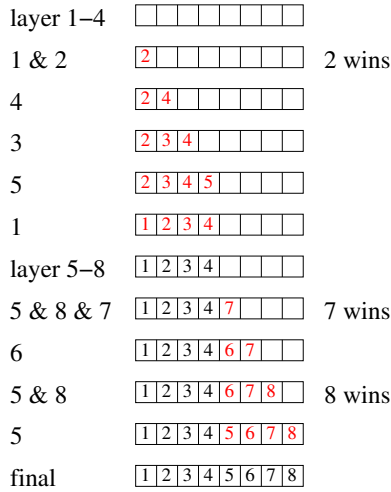 layer 1–4
1 & 2 2 2 wins
4 2 4
3 2 3 4
5 2 3 4 5
1 1 2 3 4
layer 5–8 1 2 3 4
5 & 8 & 7 1 2 3 4 7 7 wins
6 1 2 3 4 6 7
5 & 8 1 2 3 4 6 7 8 8 wins
5 1 2 3 4 5 6 7 8
final 1 2 3 4 5 6 7 8